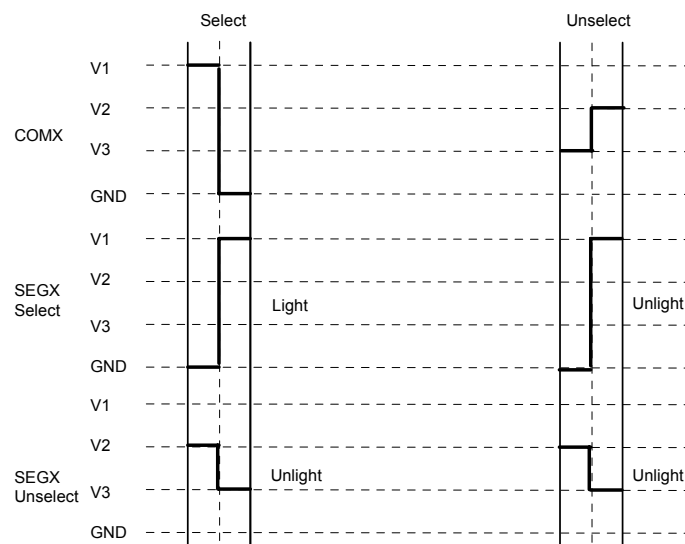 Select Unselect
V1
V2
COMX
V3
GND
V1
V2
SEGX
Select
Light Unlight
V3
GND
V1
V2
SEGX
Unselect
Unlight Unlight
V3
GND